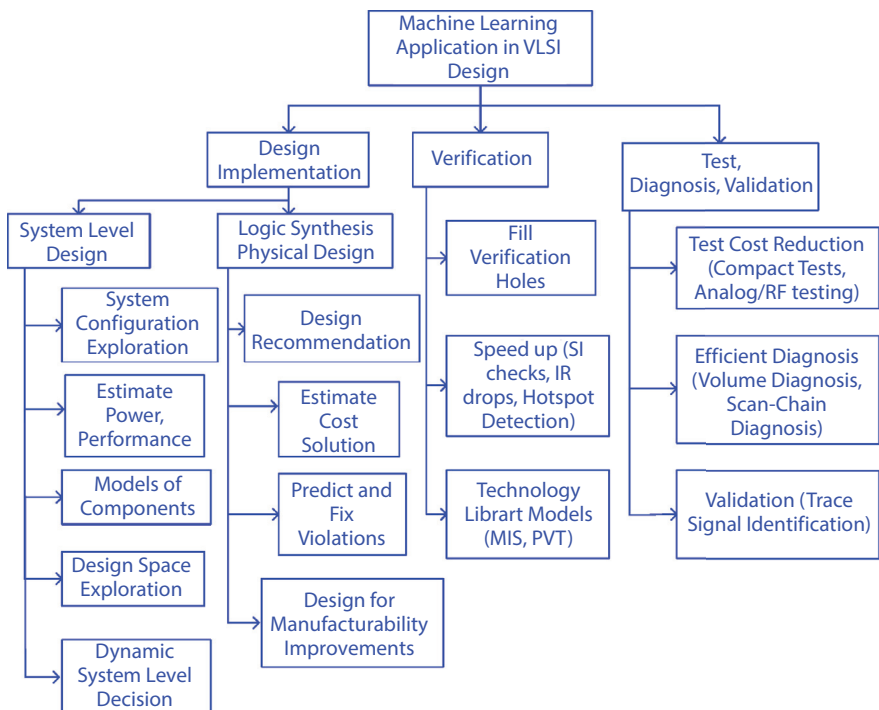 Machine Learning
Application in VLSI
Design
Design
Implementation
Verification
Test,
Diagnosis, Validation
System Level
Design
Logic Synthesis
Physical Design
System
Configuration
Exploration
Estimate
Power,
Performance
Models of
Components
Design Space
Exploration
Dynamic
System Level
Decision
Design
Recommendation
Estimate
Cost
Solution
Predict and
Fix
Violations
Design for
Manufacturability
Improvements
Fill
Verification
Holes
Speed up (SI
checks, IR
drops, Hotspot
Detection)
Technology
Librart Models
(MIS, PVT)
Test Cost Reduction
(Compact Tests,
Analog/RF testing)
Efficient Diagnosis
(Volume Diagnosis,
Scan-Chain
Diagnosis)
Validation (Trace
Signal Identification)